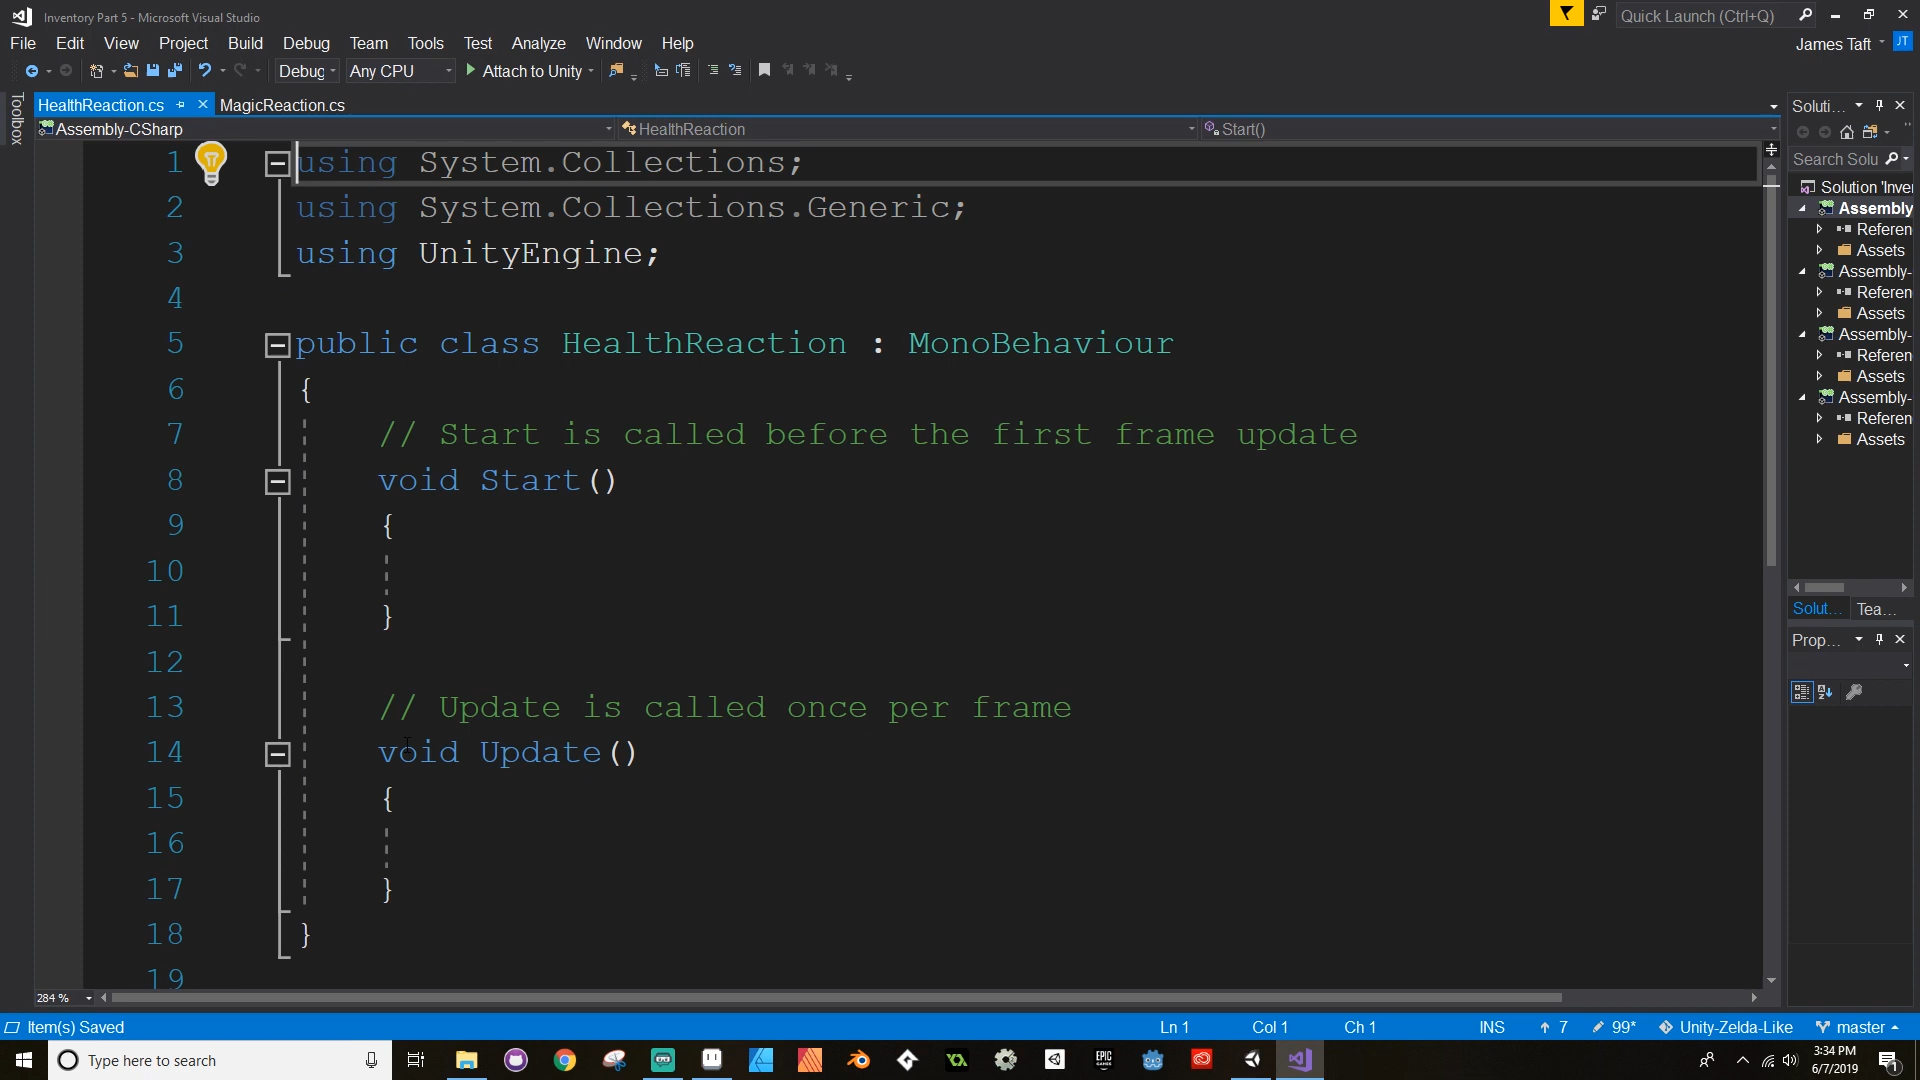 Inventory Part 5 - Microsoft Visual Studio
Quick Launch (Ctrl+Q)
File Edit View Project Build Debug Team Tools Test Analyze Window Help
James Taft JT
Debug Any CPU Attach to Unity
Toolbox
HealthReaction.cs MagicReaction.cs
Soluti...
Assembly-CSharp HealthReaction Start()
Search Solu
1 using System.Collections;
2 using System.Collections.Generic;
3 using UnityEngine;
4
5 public class HealthReaction : MonoBehaviour
6 {
7 // Start is called before the first frame update
8 void Start()
9 {
10
11 }
12
13 // Update is called once per frame
14 void Update()
15 {
16
17 }
18 }
19
Solution 'Inve
Assembly
Referen
Assets
Assembly-
Referen
Assets
Assembly-
Referen
Assets
Assembly-
Referen
Assets
Solut... Tea...
Prop...
284 %
Item(s) Saved Ln 1 Col 1 Ch 1 INS 7 99* Unity-Zelda-Like master
Type here to search
EPIC GAMES
3:34 PM
6/7/2019
1